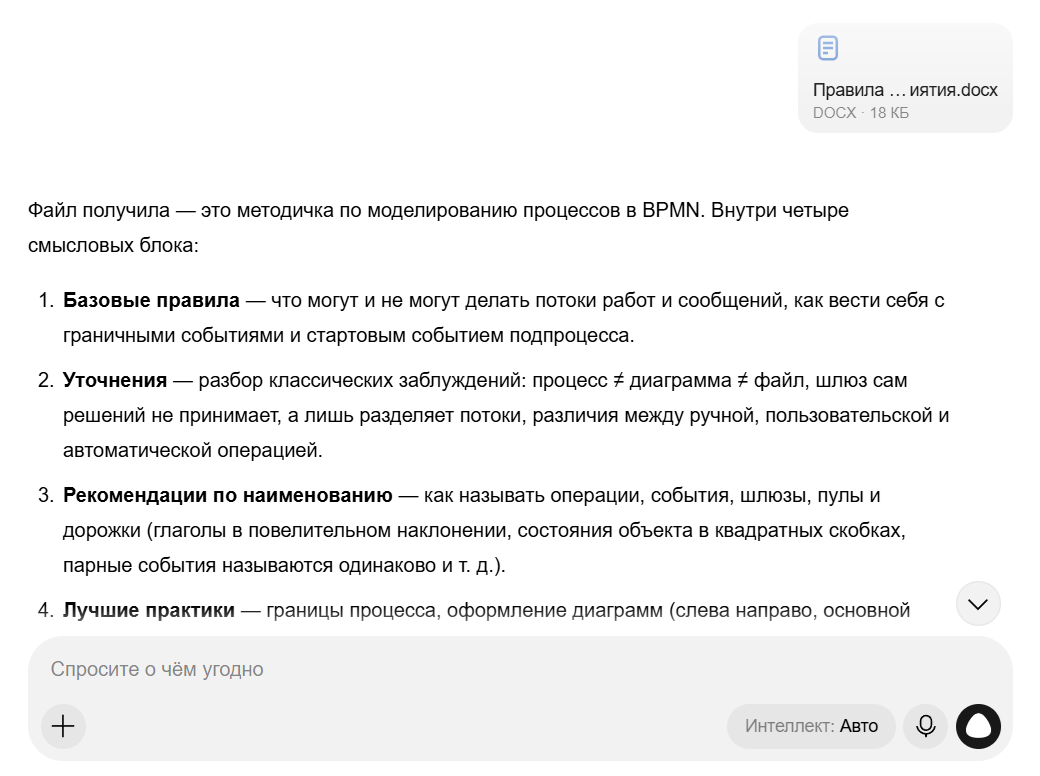 Правила ... иятия.docx
DOCX · 18 КБ
Файл получила — это методичка по моделированию процессов в BPMN. Внутри четыре
смысловых блока:
1. Базовые правила — что могут и не могут делать потоки работ и сообщений, как вести себя с
граничными событиями и стартовым событием подпроцесса.
2. Уточнения — разбор классических заблуждений: процесс ≠ диаграмма ≠ файл, шлюз сам
решений не принимает, а лишь разделяет потоки, различия между ручной, пользовательской и
автоматической операцией.
3. Рекомендации по наименованию — как называть операции, события, шлюзы, пулы и
дорожки (глаголы в повелительном наклонении, состояния объекта в квадратных скобках,
парные события называются одинаково и т. д.).
4. Лучшие практики — границы процесса, оформление диаграмм (слева направо, основной
Спросите о чём угодно
Интеллект: Авто